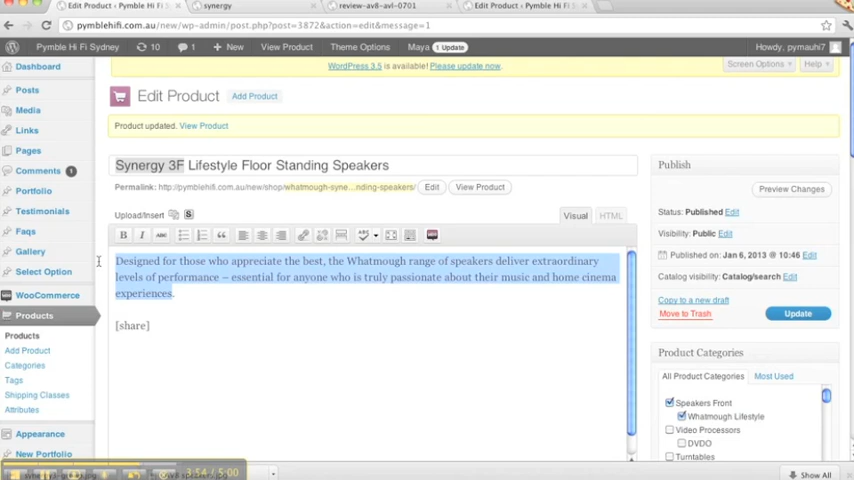 Edit Product ‹ Pymble Hi F
synergy
review-av8-avl-0701
Edit Product ‹ Pymble Hi Fi S
pymblehifi.com.au/new/wp-admin/post.php?post=3872&action=edit&message=1
Pymble Hi Fi Sydney 10 + New View Product Theme Options Maya 1 Update Howdy, pymauhi7
WordPress 3.5 is available! Please update now.
Screen Options Help
Dashboard
Posts
Media
Links
Pages
Comments 1
Portfolio
Testimonials
Faqs
Gallery
Select Option
WooCommerce
Products
Products
Add Product
Categories
Tags
Shipping Classes
Attributes
Appearance
New Portfolio
Edit Product Add Product
Product updated. View Product
Synergy 3F Lifestyle Floor Standing Speakers
Permalink: http://pymblehifi.com.au/new/shop/whatmough-syne...nding-speakers/ Edit View Product
Upload/Insert
Visual HTML
B I ABC
ABC
Designed for those who appreciate the best, the Whatmough range of speakers deliver extraordinary
levels of performance – essential for anyone who is truly passionate about their music and home cinema
experiences.
[share]
Publish
Preview Changes
Status: Published Edit
Visibility: Public Edit
Published on: Jan 6, 2013 @ 10:46 Edit
Catalog visibility: Catalog/search Edit
Copy to a new draft
Move to Trash
Update
Product Categories
All Product Categories Most Used
Speakers Front
Whatmough Lifestyle
Video Processors
DVDO
Turntables
3:54 / 5:00
Show All